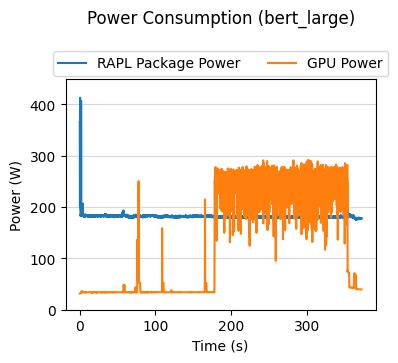 Power Consumption (bert_large)
RAPL Package Power
GPU Power
400
300
200
100
0
Power (W)
0
100
200
300
Time (s)